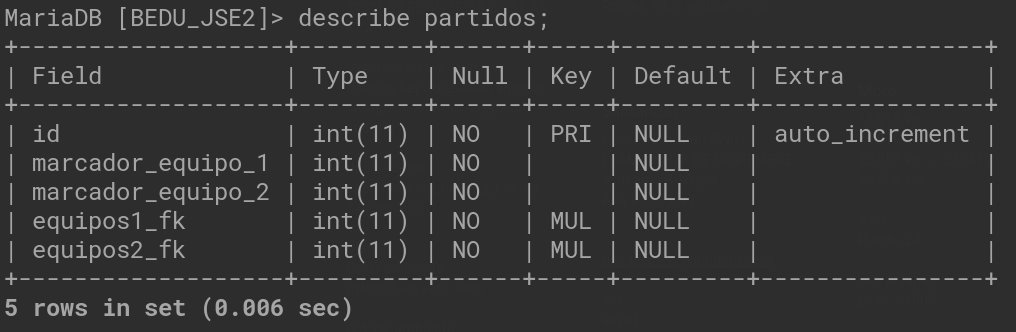 MariaDB [BEDU_JSE2]> describe partidos;
+--------------------+---------+------+-----+---------+----------------+
| Field              | Type    | Null | Key | Default | Extra          |
+--------------------+---------+------+-----+---------+----------------+
| id                 | int(11) | NO   | PRI | NULL    | auto_increment |
| marcador_equipo_1 | int(11) | NO   |     | NULL    |                |
| marcador_equipo_2 | int(11) | NO   |     | NULL    |                |
| equipos1_fk        | int(11) | NO   | MUL | NULL    |                |
| equipos2_fk        | int(11) | NO   | MUL | NULL    |                |
+--------------------+---------+------+-----+---------+----------------+
5 rows in set (0.006 sec)